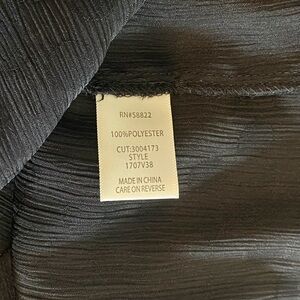 RN#58822
100%POLYESTER
CUT:3004173
STYLE
1707V38
MADE IN CHINA
CARE ON REVERSE